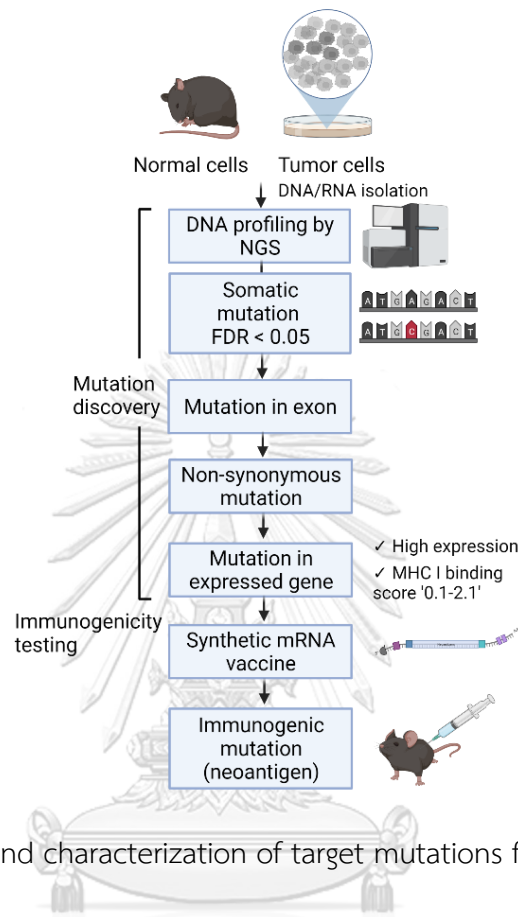 Normal cells
Tumor cells
DNA/RNA isolation
DNA profiling by
NGS
Somatic
mutation
FDR < 0.05
A T G A G A C T
A T G C G A C T
Mutation
discovery
Mutation in exon
Non-synonymous
mutation
Mutation in
expressed gene
✓ High expression
✓ MHC I binding
score '0.1-2.1'
Immunogenicity
testing
Synthetic mRNA
vaccine
Immunogenic
mutation
(neoantigen)
nd characterization of target mutations f